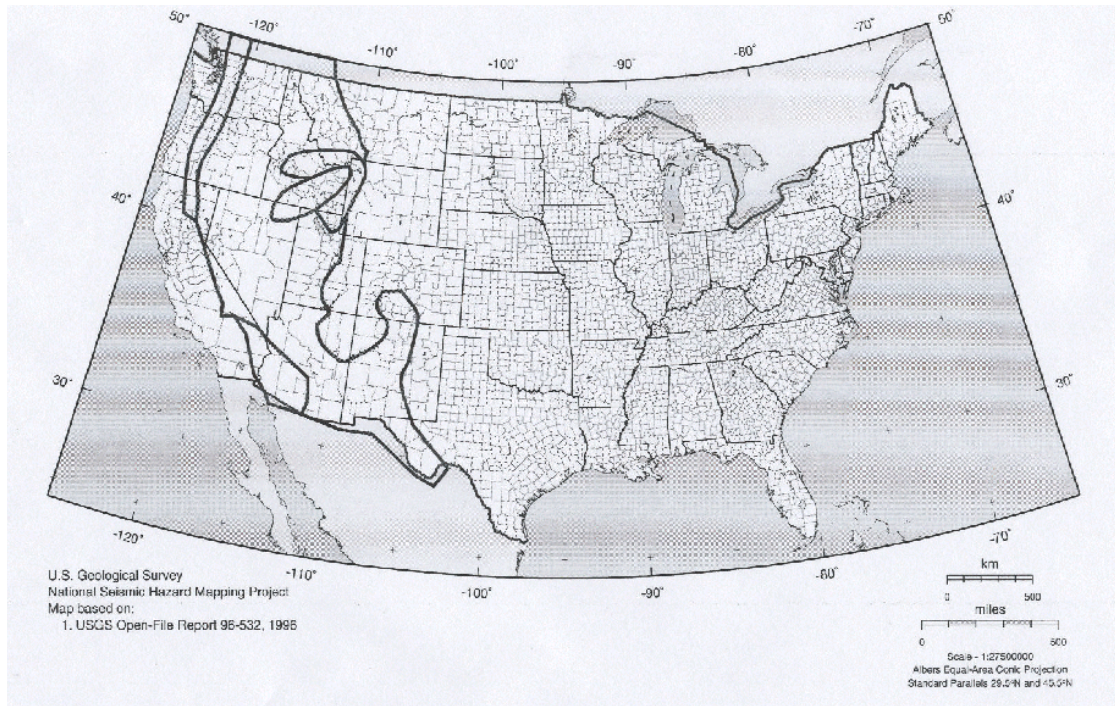 50°
-120°
-110°
-100°
-90°
-80°
-70°
50°
40°
40°
30°
30°
-120°
-110°
-100°
-90°
-80°
-70°
U.S. Geological Survey
National Seismic Hazard Mapping Project
Map based on:
1. USGS Open-File Report 96-532, 1996
km
0 500
miles
0 500
Scale - 1:27500000
Albers Equal-Area Conic Projection
Standard Parallels 29.5°N and 45.5°N